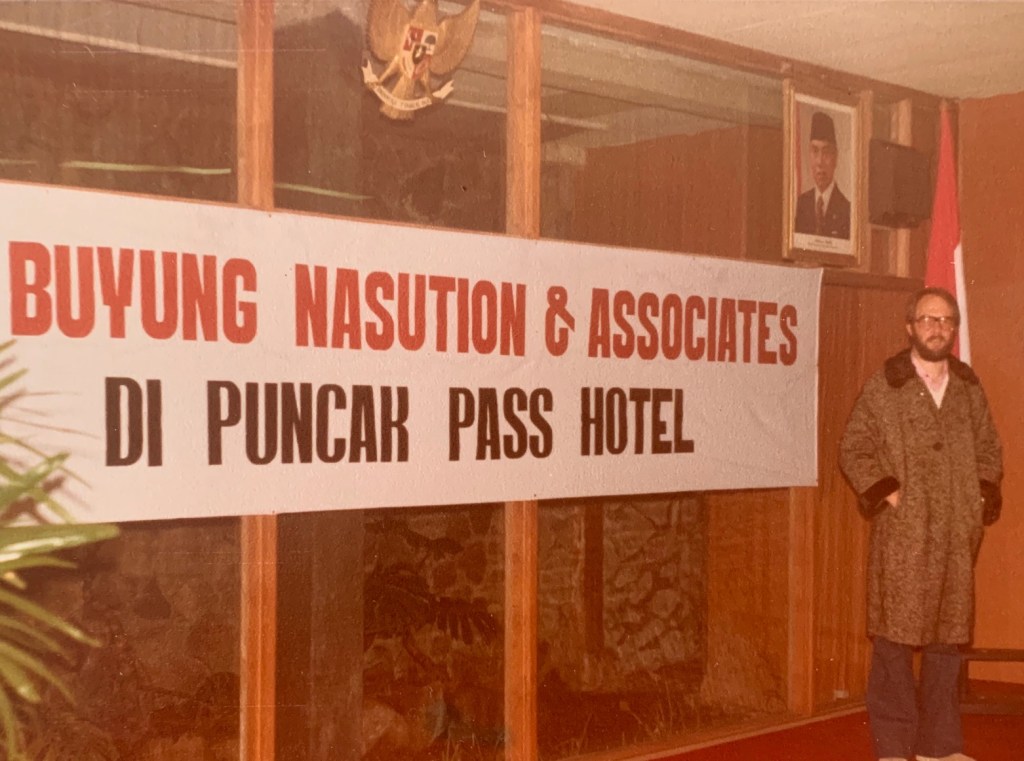 BUYUNG NASUTION & ASSOCIATES
DI PUNCAK PASS HOTEL